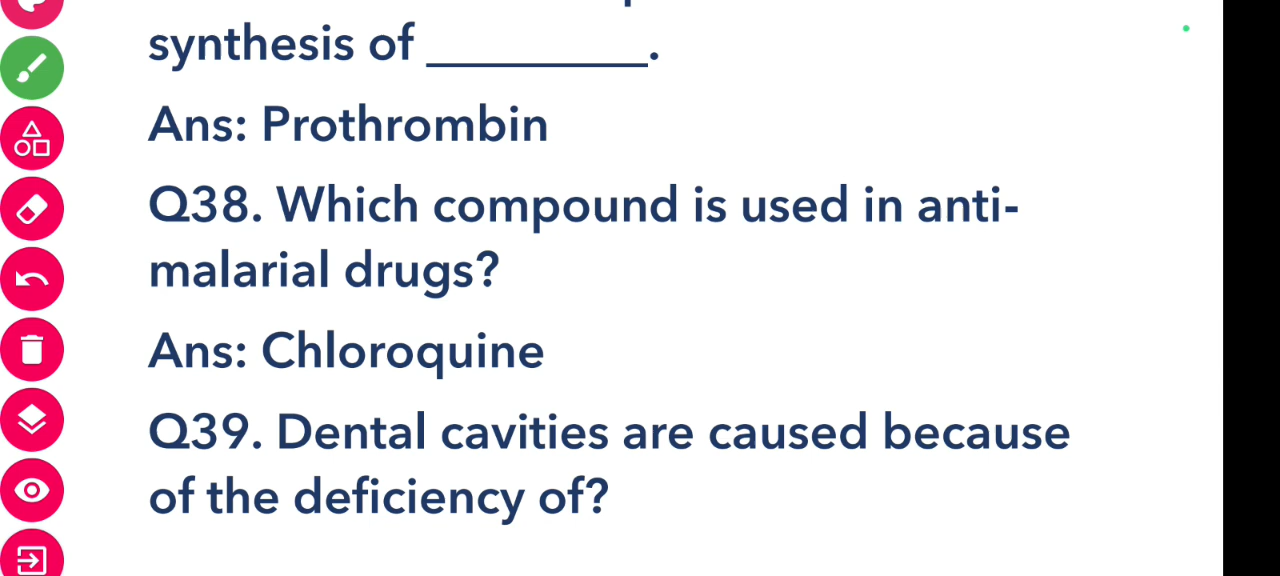 synthesis of __________.
Ans: Prothrombin
Q38. Which compound is used in anti-
malarial drugs?
Ans: Chloroquine
Q39. Dental cavities are caused because
of the deficiency of?